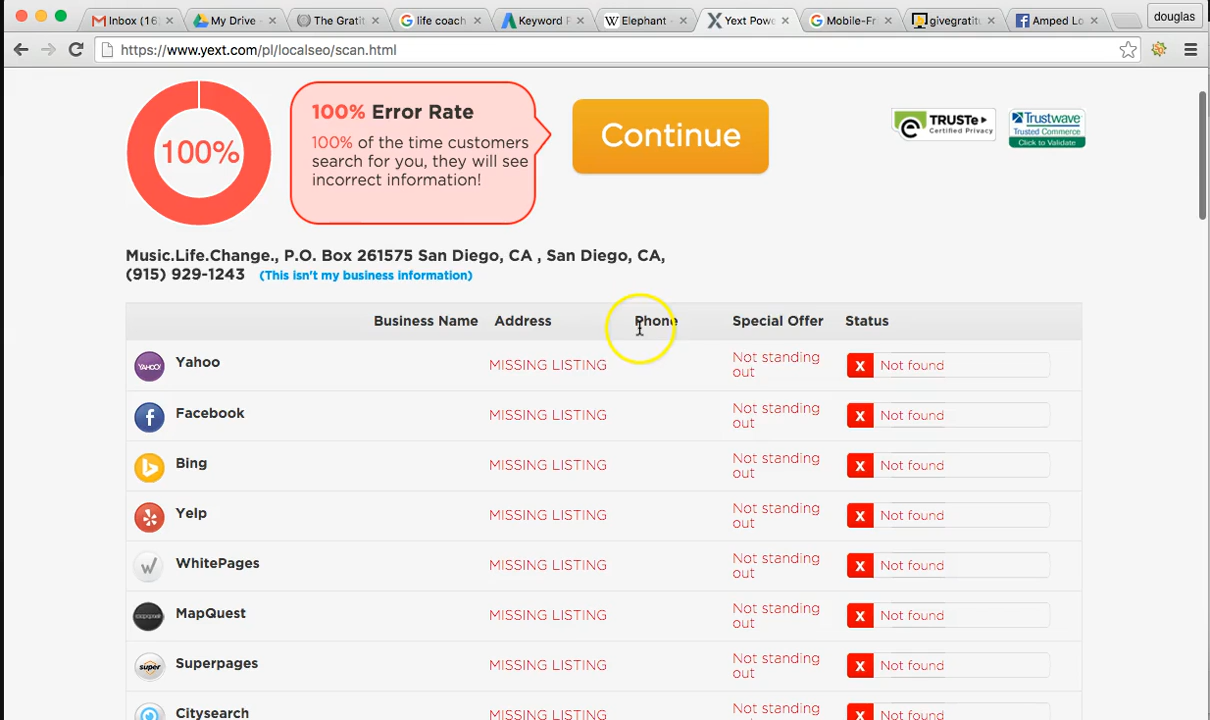 Inbox (16
My Drive -
The Gratit
life coach
Keyword P
Elephant -
Yext Powe
Mobile-Fr
givegratitu
Amped Lo
douglas
https://www.yext.com/pl/localseo/scan.html
100%
100% Error Rate
100% of the time customers
search for you, they will see
incorrect information!
Continue
TRUSTe
Certified Privacy
Trustwave
Trusted Commerce
Click to Validate
Music.Life.Change., P.O. Box 261575 San Diego, CA , San Diego, CA,
(915) 929-1243 (This isn't my business information)
Business Name Address Phone Special Offer Status
YAHOO! Yahoo MISSING LISTING Not standing out X Not found
Facebook MISSING LISTING Not standing out X Not found
Bing MISSING LISTING Not standing out X Not found
Yelp MISSING LISTING Not standing out X Not found
WhitePages MISSING LISTING Not standing out X Not found
MapQuest MISSING LISTING Not standing out X Not found
super Superpages MISSING LISTING Not standing out X Not found
Citysearch MISSING LISTING Not standing X Not found